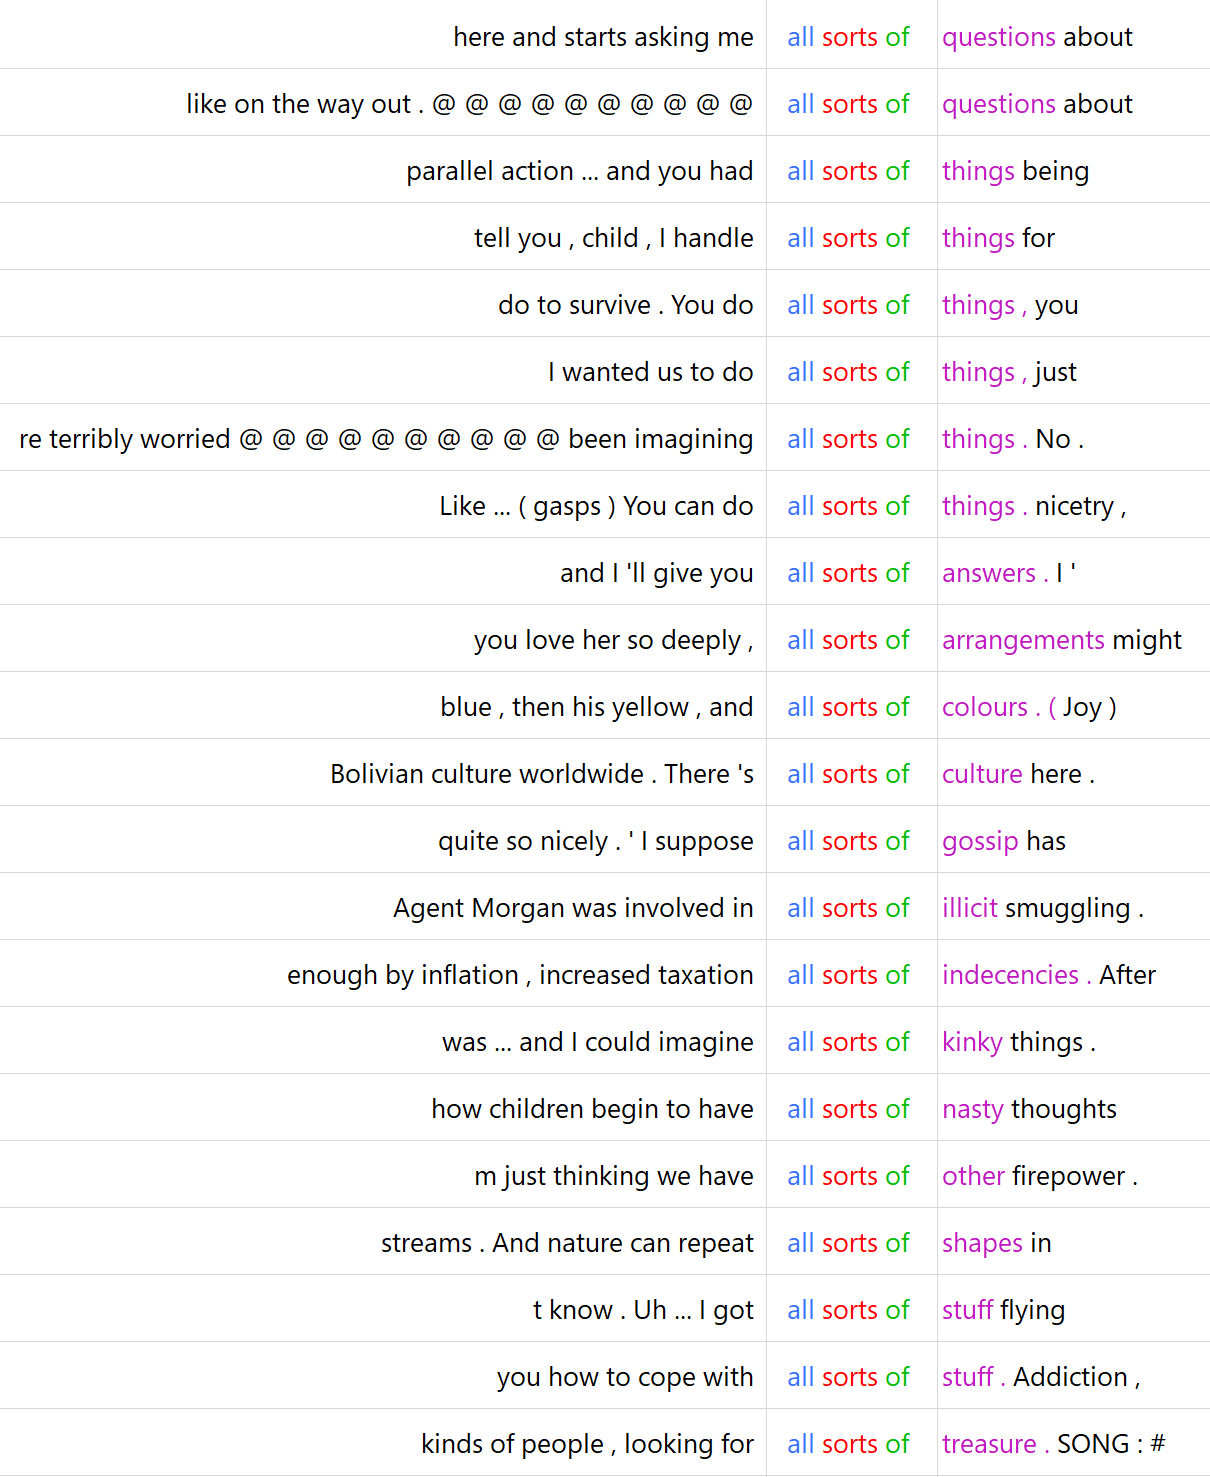 here and starts asking me all sorts of questions about
like on the way out . @ @ @ @ @ @ @ @ @ @ all sorts of questions about
parallel action ... and you had all sorts of things being
tell you , child , I handle all sorts of things for
do to survive . You do all sorts of things , you
I wanted us to do all sorts of things , just
re terribly worried @ @ @ @ @ @ @ @ @ @ been imagining all sorts of things . No .
Like ... ( gasps ) You can do all sorts of things . nicetry ,
and I 'll give you all sorts of answers . I '
you love her so deeply , all sorts of arrangements might
blue , then his yellow , and all sorts of colours . ( Joy )
Bolivian culture worldwide . There 's all sorts of culture here .
quite so nicely . ' I suppose all sorts of gossip has
Agent Morgan was involved in all sorts of illicit smuggling .
enough by inflation , increased taxation all sorts of indecencies . After
was ... and I could imagine all sorts of kinky things .
how children begin to have all sorts of nasty thoughts
m just thinking we have all sorts of other firepower .
streams . And nature can repeat all sorts of shapes in
t know . Uh ... I got all sorts of stuff flying
you how to cope with all sorts of stuff . Addiction ,
kinds of people , looking for all sorts of treasure . SONG : #